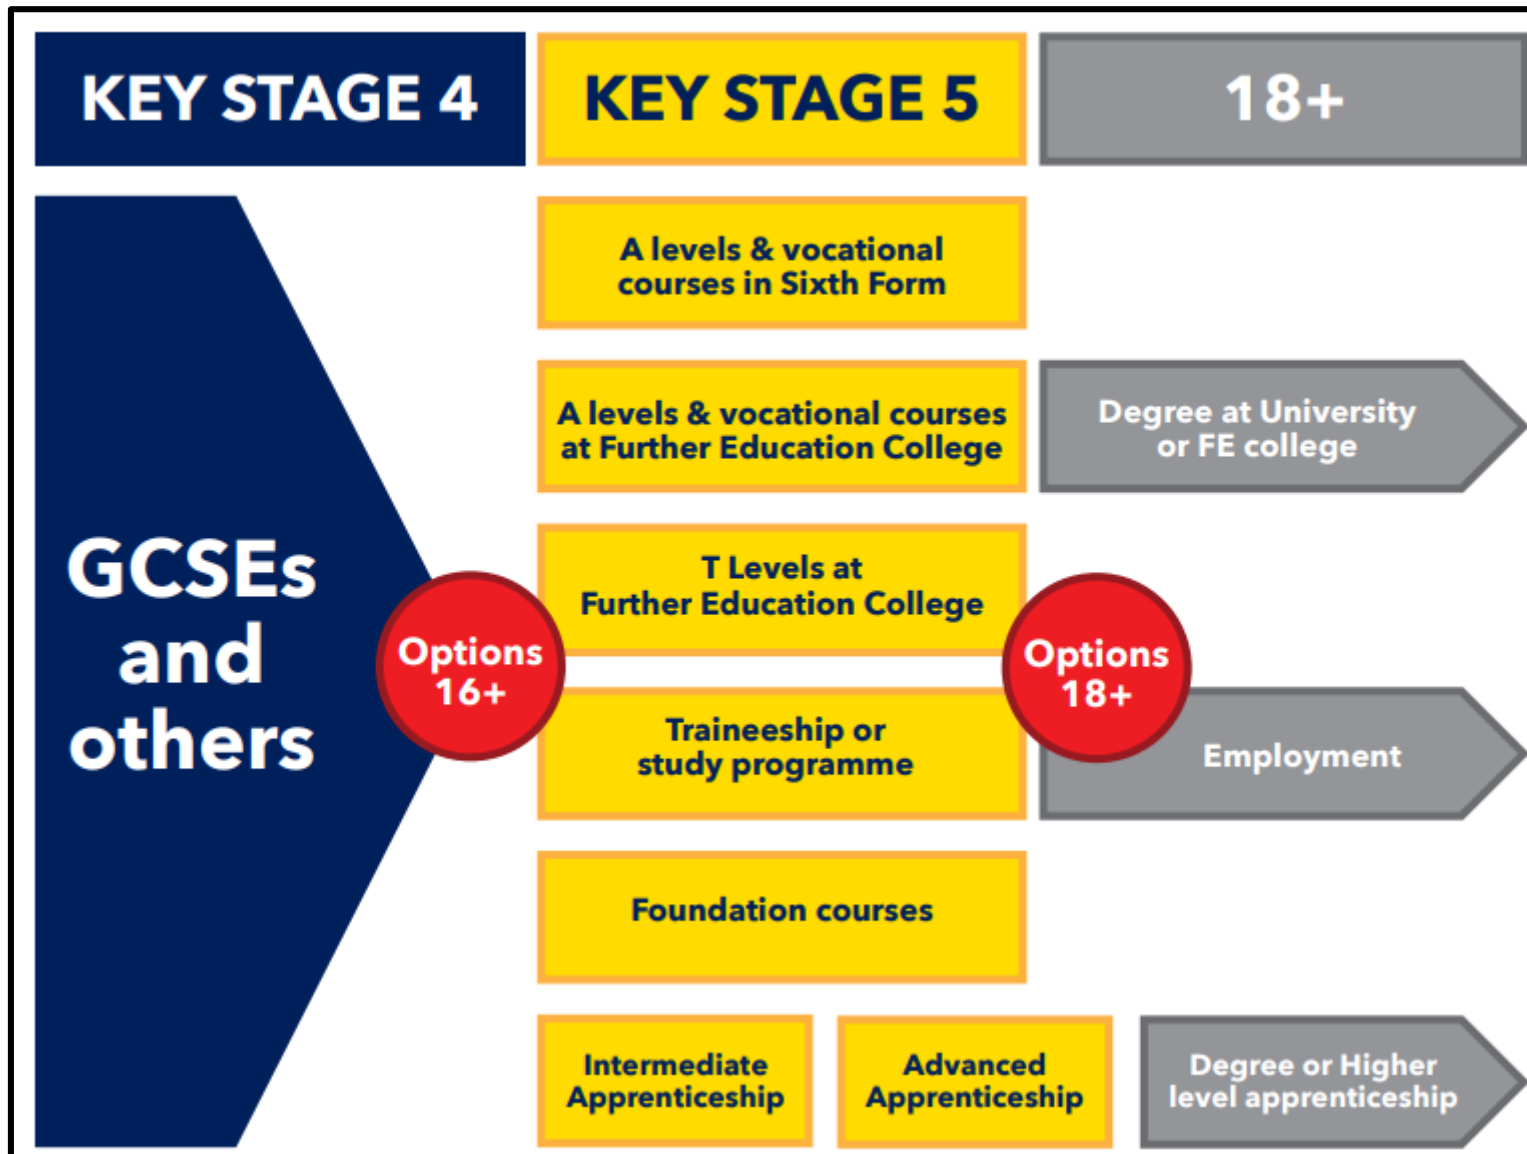 KEY STAGE 4
KEY STAGE 5
18+
GCSEs
and
others
Options
16+
A levels & vocational
courses in Sixth Form
A levels & vocational courses
at Further Education College
T Levels at
Further Education College
Traineeship or
study programme
Foundation courses
Intermediate
Apprenticeship
Advanced
Apprenticeship
Options
18+
Degree at University
or FE college
Employment
Degree or Higher
level apprenticeship